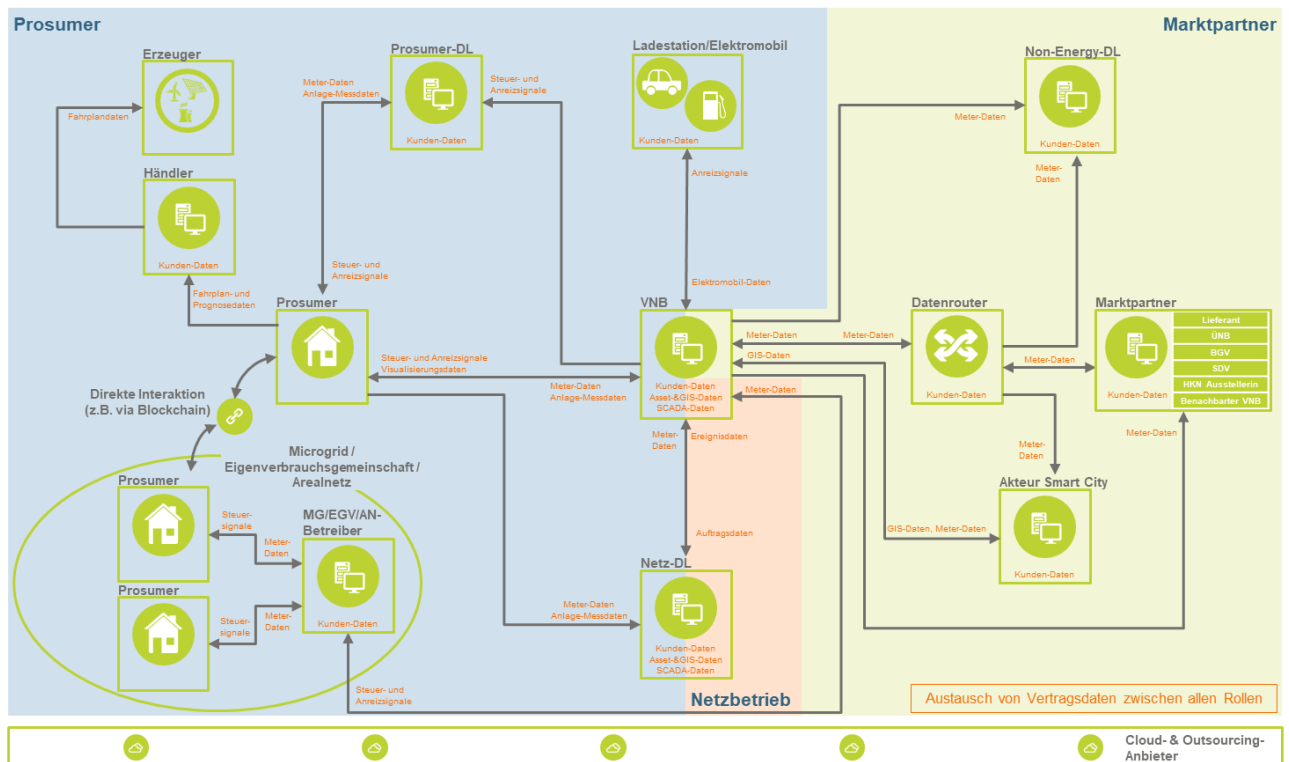 Prosumer
Marktpartner
Erzeuger
Fahrplandaten
Händler
Kunden-Daten
Fahrplan- und
Prognosedaten
Prosumer-DL
Meter-Daten
Anlage-Messdaten
Steuer- und
Anreizsignale
Kunden-Daten
Steuer- und
Anreizsignale
Ladestation/Elektromobil
Kunden-Daten
Anreizsignale
Elektromobil-Daten
Non-Energy-DL
Meter-Daten
Kunden-Daten
Meter-
Daten
Prosumer
Steuer- und Anreizsignale
Visualisierungsdaten
Meter-Daten
Anlage-Messdaten
VNB
Kunden-Daten
Asset-&GIS-Daten
SCADA-Daten
Meter-Daten
Meter-Daten
GIS-Daten
Meter-Daten
Datenrouter
Kunden-Daten
Meter-Daten
Marktpartner
Kunden-Daten
Lieferant
ÜNB
BGV
SDV
HKN Ausstellerin
Benachbarter VNB
Meter-Daten
Direkte Interaktion
(z.B. via Blockchain)
Meter-
Daten
Ereignisdaten
Meter-
Daten
Microgrid /
Eigenverbrauchsgemeinschaft /
Arealnetz
Prosumer
Steuer-
signale
Meter-
Daten
MG/EGV/AN-
Betreiber
Kunden-Daten
Prosumer
Steuer-
signale
Meter-
Daten
Auftragsdaten
Netz-DL
Meter-Daten
Anlage-Messdaten
Kunden-Daten
Asset-&GIS-Daten
SCADA-Daten
Akteur Smart City
GIS-Daten, Meter-Daten
Kunden-Daten
Steuer- und
Anreizsignale
Netzbetrieb
Austausch von Vertragsdaten zwischen allen Rollen
Cloud- & Outsourcing-
Anbieter